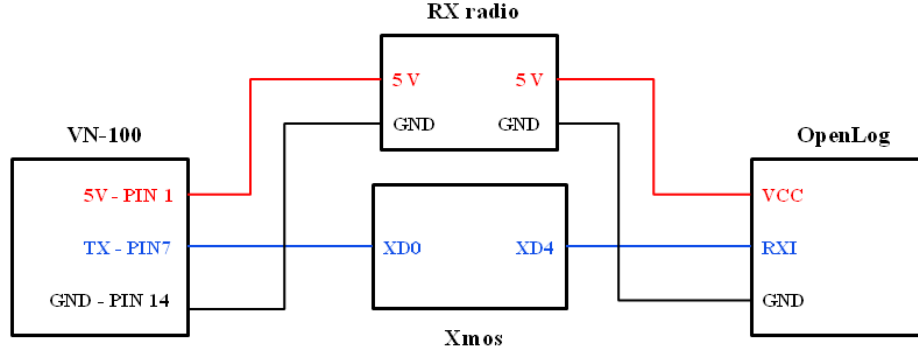 RX radio
5 V
5 V
GND
GND
VN-100
5V - PIN 1
TX - PIN7
GND - PIN 14
XD0
XD4
Xmos
OpenLog
VCC
RXI
GND